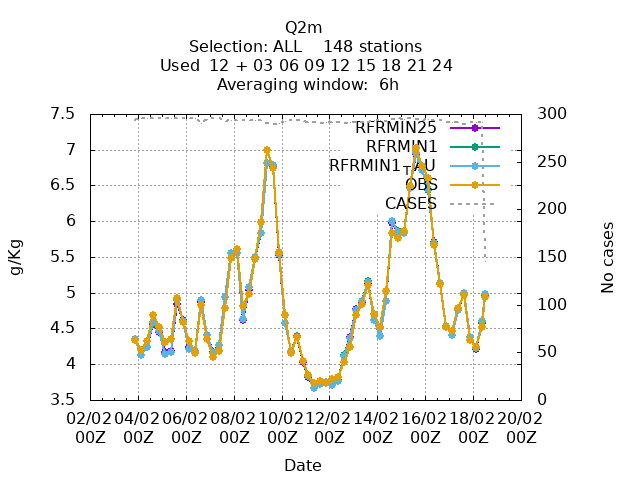 Q2m
Selection: ALL    148 stations
Used  12 + 03 06 09 12 15 18 21 24
Averaging window:  6h
7.5
7
6.5
6
5.5
5
4.5
4
3.5
g/Kg
300
250
200
150
100
50
0
No cases
RFRMIN25
RFRMIN1
RFRMIN1_TAU
OBS
CASES
02/02 04/02 06/02 08/02 10/02 12/02 14/02 16/02 18/02 20/02
00Z 00Z 00Z 00Z 00Z 00Z 00Z 00Z 00Z 00Z
Date